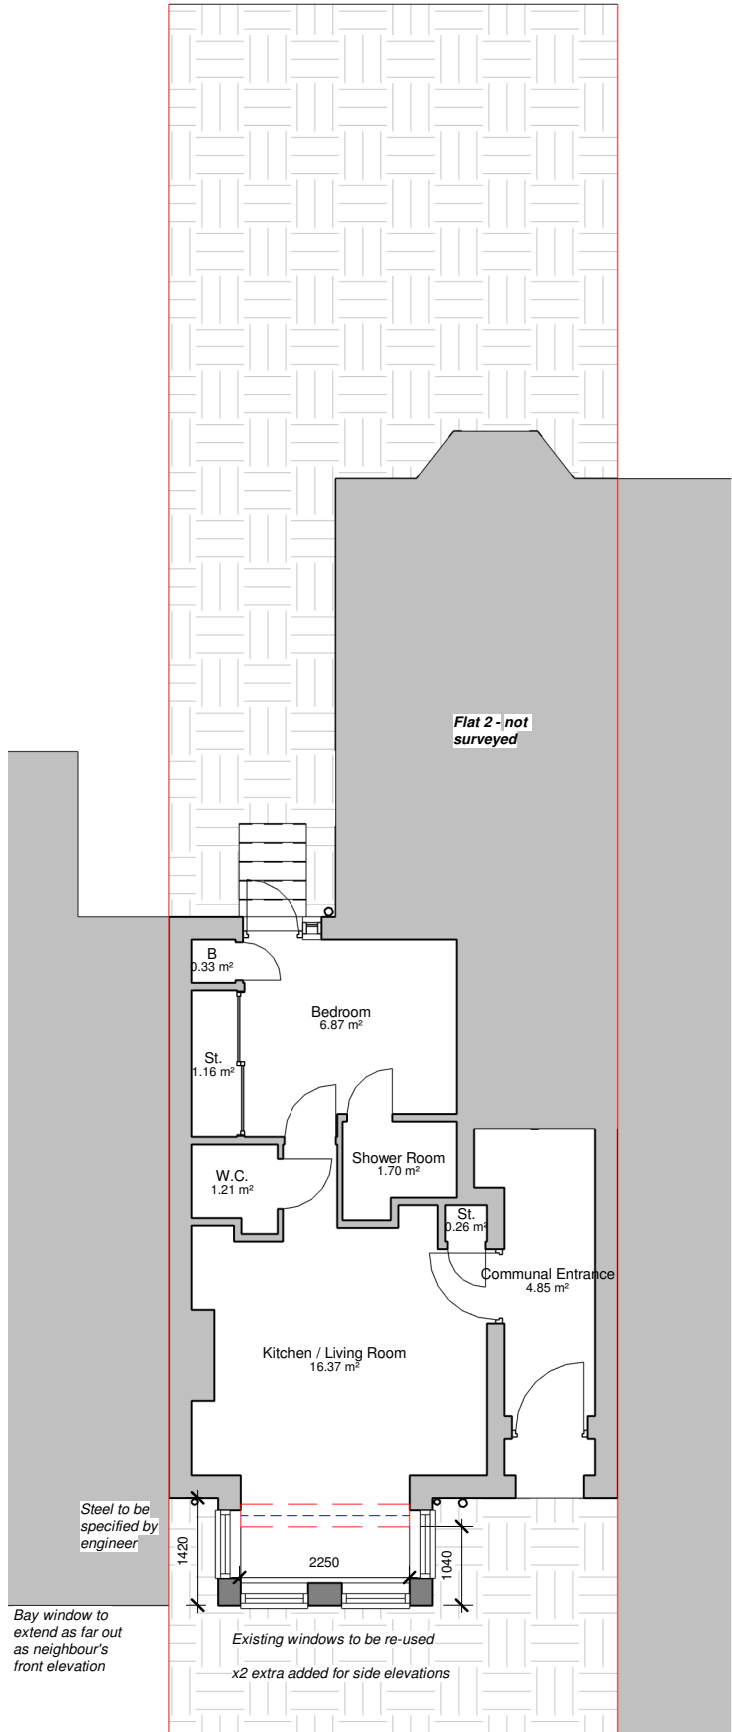 Flat 2 - not
surveyed
B
0.33 m²
Bedroom
6.87 m²
St.
1.16 m²
Shower Room
1.70 m²
W.C.
1.21 m²
St.
0.26 m²
Communal Entrance
4.85 m²
Kitchen / Living Room
16.37 m²
Steel to be
specified by
engineer
1420
2250
1040
Bay window to
extend as far out
as neighbour's
front elevation
Existing windows to be re-used
x2 extra added for side elevations